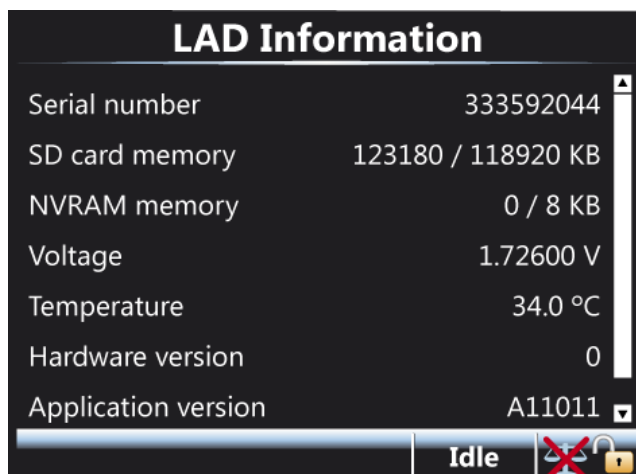 LAD Information
Serial number 333592044
SD card memory 123180 / 118920 KB
NVRAM memory 0 / 8 KB
Voltage 1.72600 V
Temperature 34.0 ºC
Hardware version 0
Application version A11011
Idle